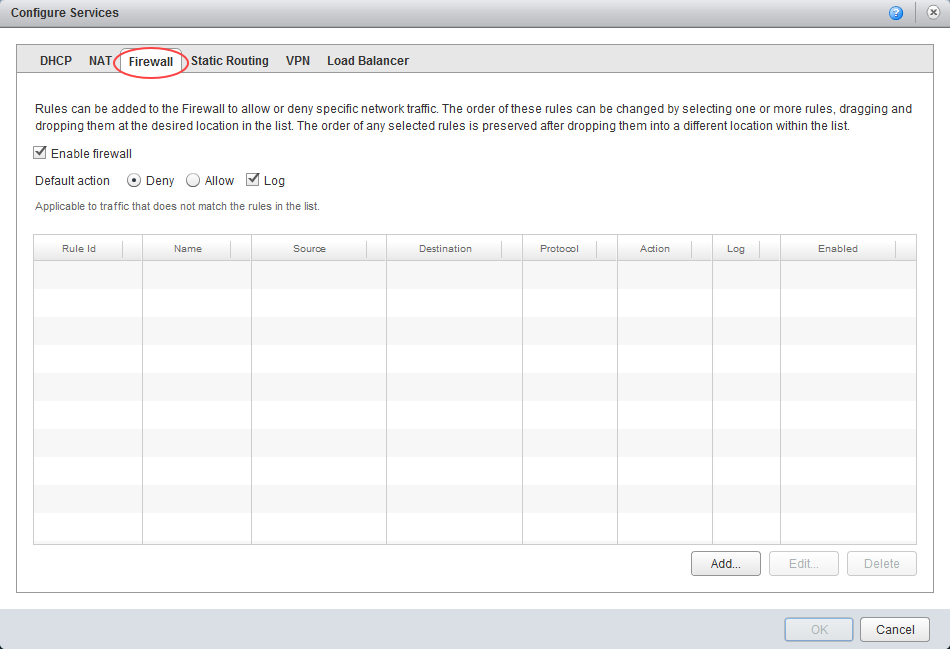 Configure Services
DHCP NAT Firewall Static Routing VPN Load Balancer
Rules can be added to the Firewall to allow or deny specific network traffic. The order of these rules can be changed by selecting one or more rules, dragging and
dropping them at the desired location in the list. The order of any selected rules is preserved after dropping them into a different location within the list.
Enable firewall
Default action Deny Allow Log
Applicable to traffic that does not match the rules in the list.
Rule Id Name Source Destination Protocol Action Log Enabled
Add... Edit... Delete
OK Cancel